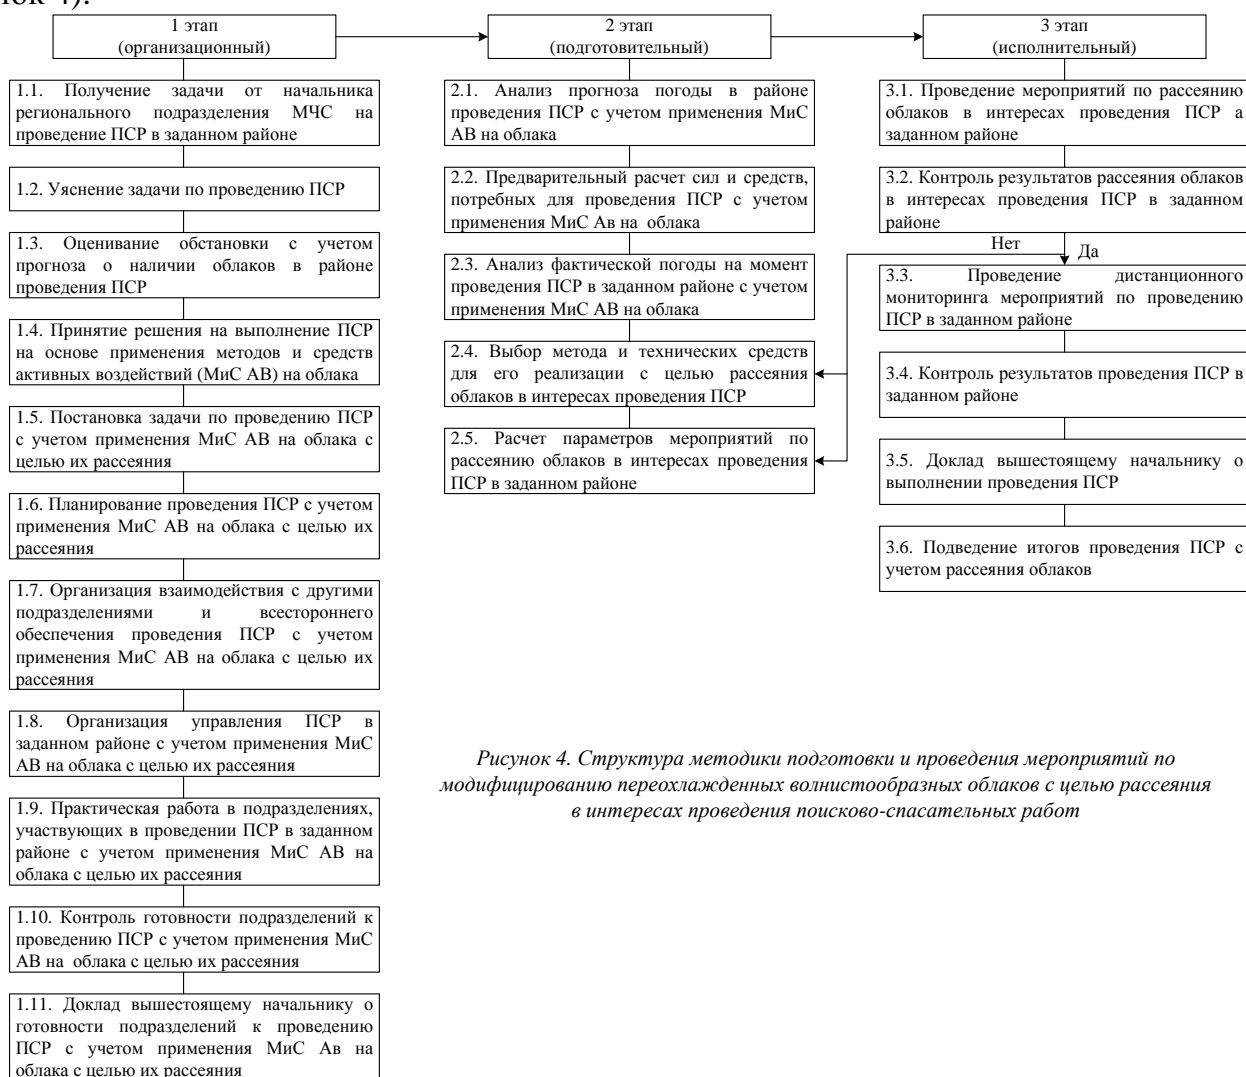 ок 4).
1 этап
(организационный)
1.1. Получение задачи от начальника
регионального подразделения МЧС на
проведение ПСР в заданном районе
1.2. Уяснение задачи по проведению ПСР
1.3. Оценивание обстановки с учетом
прогноза о наличии облаков в районе
проведения ПСР
1.4. Принятие решения на выполнение ПСР
на основе применения методов и средств
активных воздействий (МиС АВ) на облака
1.5. Постановка задачи по проведению ПСР
с учетом применения МиС АВ на облака с
целью их рассеяния
1.6. Планирование проведения ПСР с учетом
применения МиС АВ на облака с целью их
рассеяния
1.7. Организация взаимодействия с другими
подразделениями и всестороннего
обеспечения проведения ПСР с учетом
применения МиС АВ на облака с целью их
рассеяния
1.8. Организация управления ПСР в
заданном районе с учетом применения МиС
АВ на облака с целью их рассеяния
1.9. Практическая работа в подразделениях,
участвующих в проведении ПСР в заданном
районе с учетом применения МиС АВ на
облака с целью их рассеяния
1.10. Контроль готовности подразделений к
проведению ПСР с учетом применения МиС
АВ на облака с целью их рассеяния
1.11. Доклад вышестоящему начальнику о
готовности подразделений к проведению
ПСР с учетом применения МиС Ав на
облака с целью их рассеяния
2 этап
(подготовительный)
2.1. Анализ прогноза погоды в районе
проведения ПСР с учетом применения МиС
АВ на облака
2.2. Предварительный расчет сил и средств,
потребных для проведения ПСР с учетом
применения МиС Ав на облака
2.3. Анализ фактической погоды на момент
проведения ПСР в заданном районе с учетом
применения МиС АВ на облака
2.4. Выбор метода и технических средств
для его реализации с целью рассеяния
облаков в интересах проведения ПСР
2.5. Расчет параметров мероприятий по
рассеянию облаков в интересах проведения
ПСР в заданном районе
3 этап
(исполнительный)
3.1. Проведение мероприятий по рассеянию
облаков в интересах проведения ПСР а
заданном районе
3.2. Контроль результатов рассеяния облаков
в интересах проведения ПСР в заданном
районе
Нет
Да
3.3. Проведение дистанционого
мониторинга мероприятий по проведению
ПСР в заданном районе
3.4. Контроль результатов проведения ПСР в
заданном районе
3.5. Доклад вышестоящему начальнику о
выполнении проведения ПСР
3.6. Подведение итогов проведения ПСР с
учетом рассеяния облаков
Рисунок 4. Структура методики подготовки и проведения мероприятий по
модифицированию переохлажденных волнистообразных облаков с целью рассеяния
в интересах проведения поисково-спасательных работ